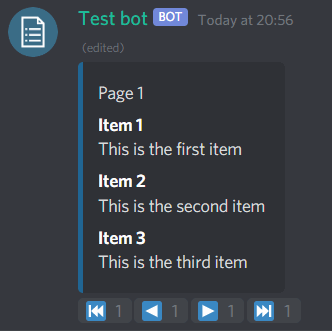 Test bot BOT Today at 20:56
(edited)
Page 1
Item 1
This is the first item
Item 2
This is the second item
Item 3
This is the third item
1 1 1 1